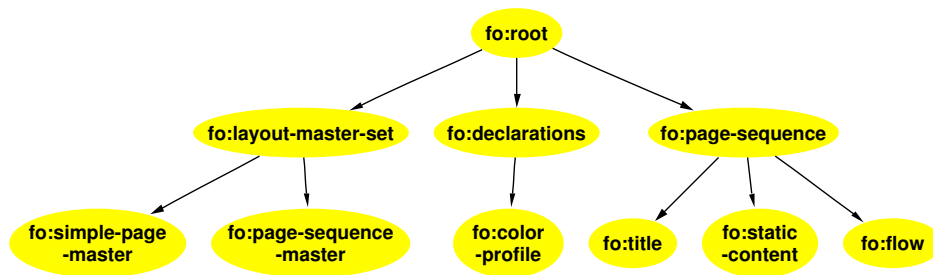 fo:root
fo:layout-master-set
fo:declarations
fo:page-sequence
fo:simple-page
-master
fo:page-sequence
-master
fo:color
-profile
fo:title
fo:static
-content
fo:flow